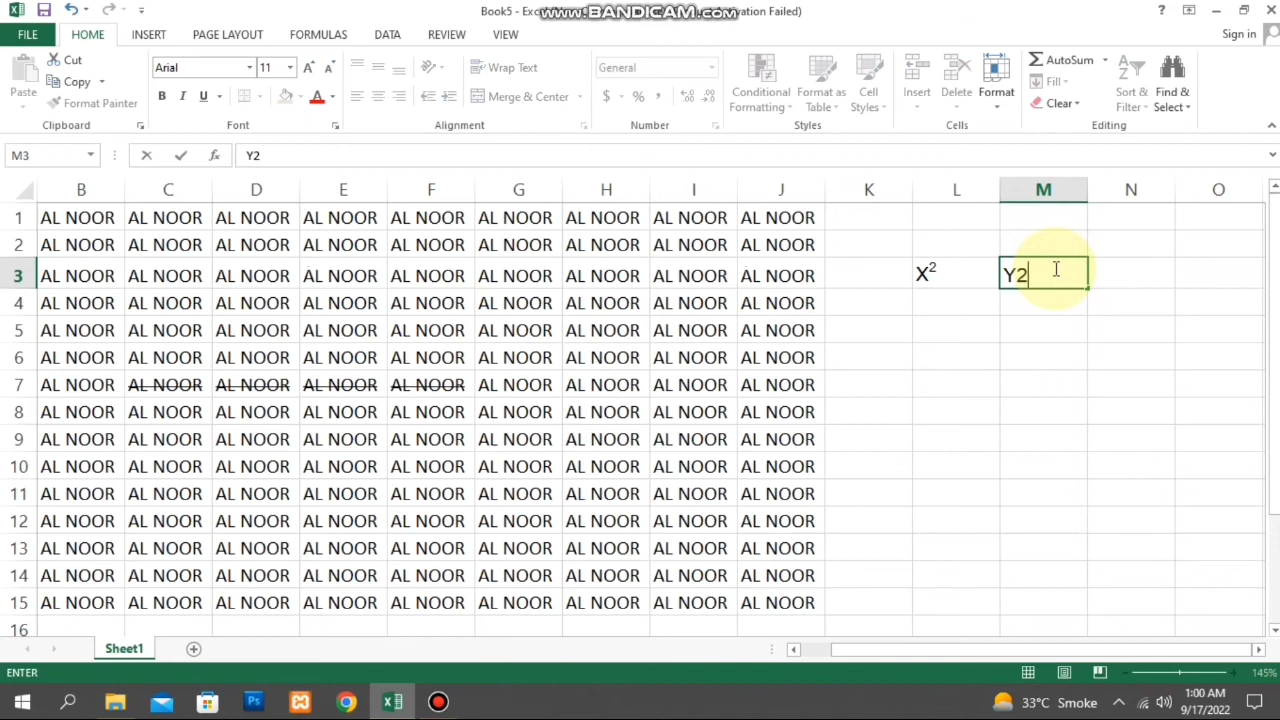 Book5 - Excel
www.BANDICAM.com
ivation Failed)
Sign in
FILE HOME INSERT PAGE LAYOUT FORMULAS DATA REVIEW VIEW
Paste
Cut
Copy
Format Painter
Clipboard
Arial 11
B I U
Font
Wrap Text
Merge & Center
Alignment
General
$ % ,
Number
Conditional Formatting
Format as Table
Cell Styles
Styles
Insert Delete Format
Cells
AutoSum
Fill
Clear
Sort & Filter
Find & Select
Editing
M3 fx Y2
B C D E F G H I J K L M N O
1 AL NOOR AL NOOR AL NOOR AL NOOR AL NOOR AL NOOR AL NOOR AL NOOR AL NOOR
2 AL NOOR AL NOOR AL NOOR AL NOOR AL NOOR AL NOOR AL NOOR AL NOOR AL NOOR
3 AL NOOR AL NOOR AL NOOR AL NOOR AL NOOR AL NOOR AL NOOR AL NOOR AL NOOR X² Y2
4 AL NOOR AL NOOR AL NOOR AL NOOR AL NOOR AL NOOR AL NOOR AL NOOR AL NOOR
5 AL NOOR AL NOOR AL NOOR AL NOOR AL NOOR AL NOOR AL NOOR AL NOOR AL NOOR
6 AL NOOR AL NOOR AL NOOR AL NOOR AL NOOR AL NOOR AL NOOR AL NOOR AL NOOR
7 AL NOOR AL NOOR AL NOOR AL NOOR AL NOOR AL NOOR AL NOOR AL NOOR AL NOOR
8 AL NOOR AL NOOR AL NOOR AL NOOR AL NOOR AL NOOR AL NOOR AL NOOR AL NOOR
9 AL NOOR AL NOOR AL NOOR AL NOOR AL NOOR AL NOOR AL NOOR AL NOOR AL NOOR
10 AL NOOR AL NOOR AL NOOR AL NOOR AL NOOR AL NOOR AL NOOR AL NOOR AL NOOR
11 AL NOOR AL NOOR AL NOOR AL NOOR AL NOOR AL NOOR AL NOOR AL NOOR AL NOOR
12 AL NOOR AL NOOR AL NOOR AL NOOR AL NOOR AL NOOR AL NOOR AL NOOR AL NOOR
13 AL NOOR AL NOOR AL NOOR AL NOOR AL NOOR AL NOOR AL NOOR AL NOOR AL NOOR
14 AL NOOR AL NOOR AL NOOR AL NOOR AL NOOR AL NOOR AL NOOR AL NOOR AL NOOR
15 AL NOOR AL NOOR AL NOOR AL NOOR AL NOOR AL NOOR AL NOOR AL NOOR AL NOOR
16
Sheet1
ENTER
145%
Ps
33°C Smoke
1:00 AM
9/17/2022